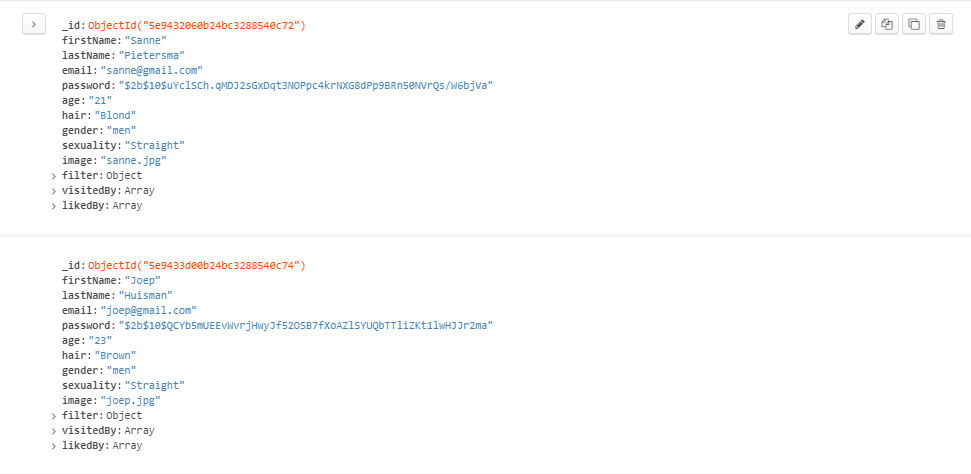 _id: ObjectId("5e9432060b24bc3288540c72")
firstName: "Sanne"
lastName: "Pietersma"
email: "sanne@gmail.com"
password: "$2b$10$uYclSCh.qMDJ2sGxDqt3NOPpc4krNXG8dPp9BRn50NVrQs/W6bjVa"
age: "21"
hair: "Blond"
gender: "men"
sexuality: "Straight"
image: "sanne.jpg"
filter: Object
visitedBy: Array
likedBy: Array
_id: ObjectId("5e9433d00b24bc3288540c74")
firstName: "Joep"
lastName: "Huisman"
email: "joep@gmail.com"
password: "$2b$10$QCYb5mUEEvWvrjHwyJf52OSB7fXoAZlSYUQbTTliZKt1lwHJJr2ma"
age: "23"
hair: "Brown"
gender: "men"
sexuality: "Straight"
image: "joep.jpg"
filter: Object
visitedBy: Array
likedBy: Array